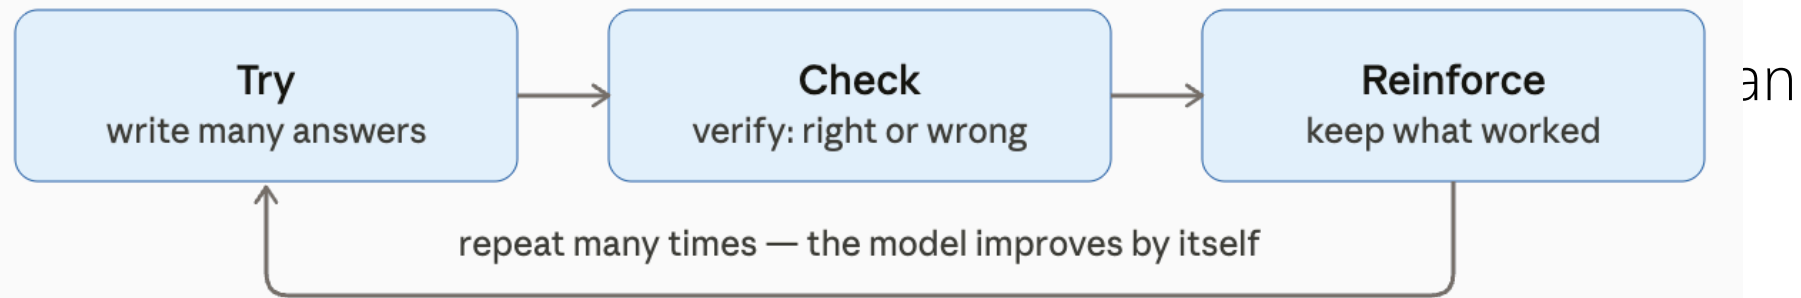 Try
write many answers
Check
verify: right or wrong
Reinforce
keep what worked
an
repeat many times — the model improves by itself